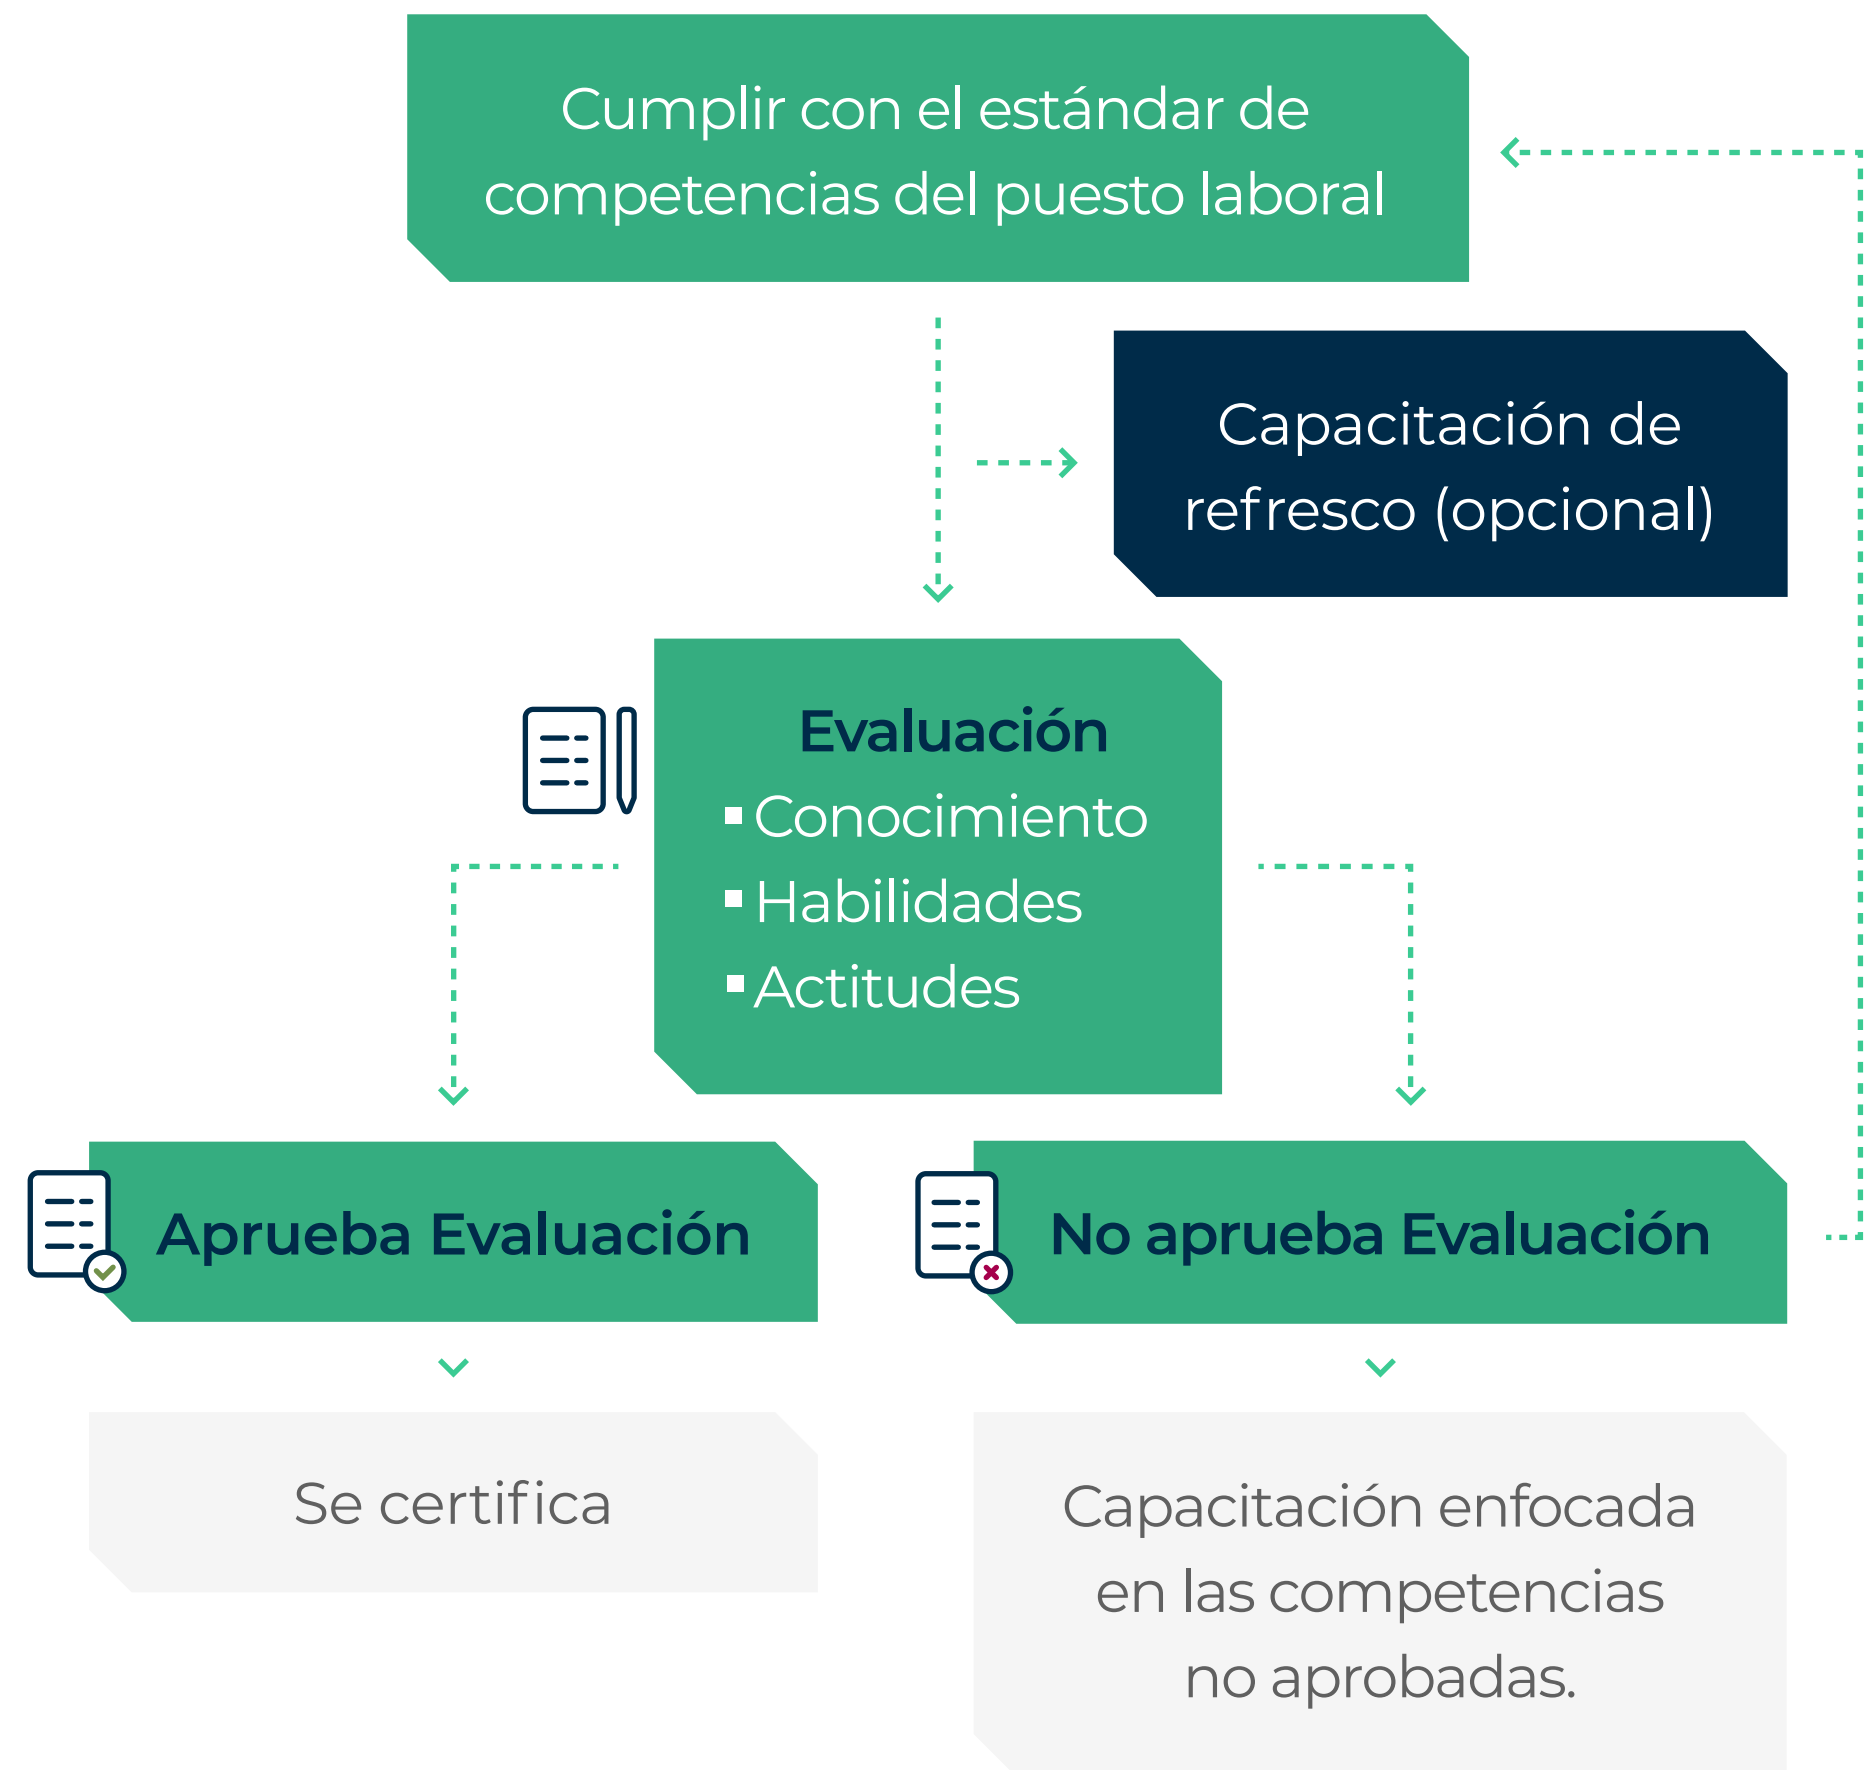 Cumplir con el estándar de
competencias del puesto laboral
Capacitación de
refresco (opcional)
Evaluación
▪ Conocimiento
▪ Habilidades
▪ Actitudes
Aprueba Evaluación
No aprueba Evaluación
Se certifica
Capacitación enfocada
en las competencias
no aprobadas.